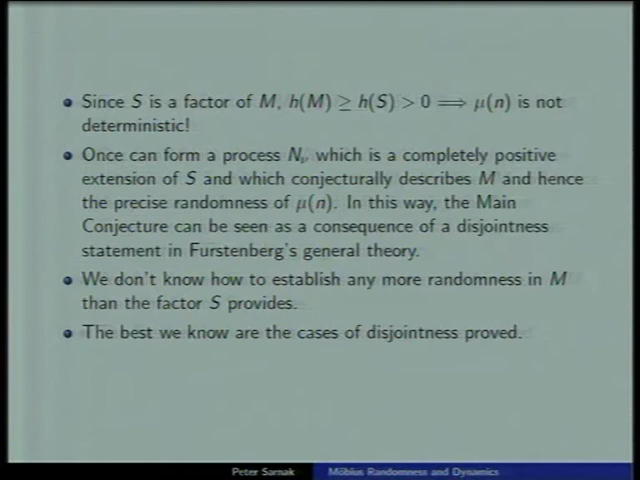 Since S is a factor of M, h(M) ≥ h(S) > 0 ⟹ μ(n) is not
deterministic!
Once can form a process N, which is a completely positive
extension of S and which conjecturally describes M and hence
the precise randomness of μ(n). In this way, the Main
Conjecture can be seen as a consequence of a disjointness
statement in Furstenberg's general theory.
We don't know how to establish any more randomness in M
than the factor S provides.
The best we know are the cases of disjointness proved.
Peter Sarnak
Möbius Randomness and Dynamics